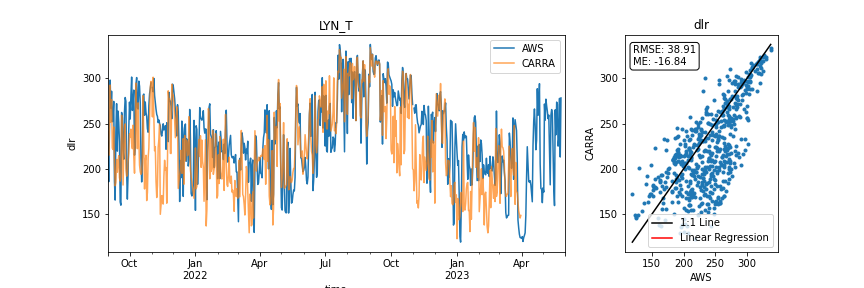 LYN_T
dlr
AWS
CARRA
RMSE: 38.91
ME: -16.84
300
250
200
150
dlr
Oct
Jan
2022
Apr
Jul
Oct
Jan
2023
Apr
time
300
250
200
150
CARRA
1:1 Line
Linear Regression
150
200
250
300
AWS